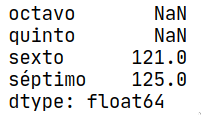 octavo NaN
quinto NaN
sexto 121.0
séptimo 125.0
dtype: float64